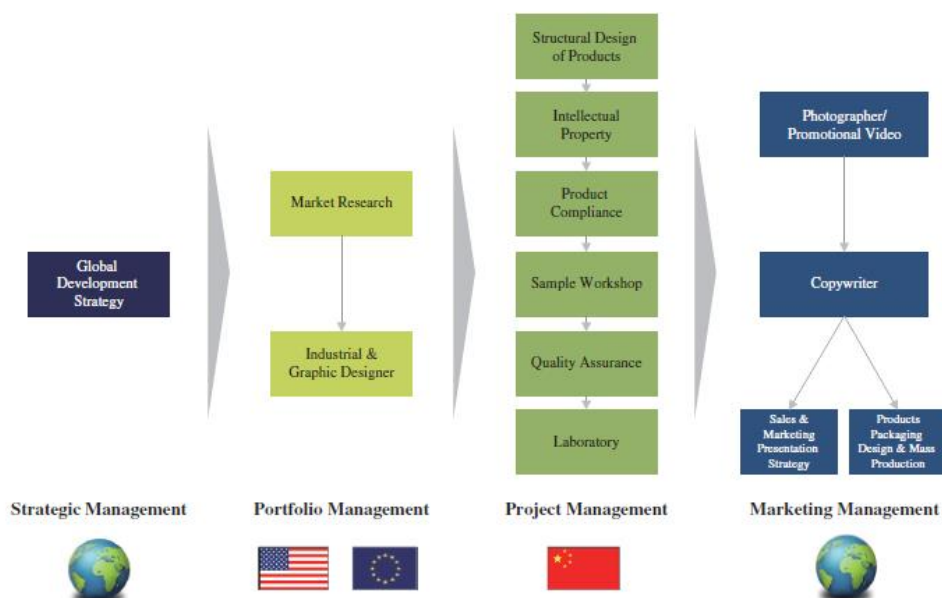 Global
Development
Strategy
Strategic Management
Market Research
Industrial &
Graphic Designer
Portfolio Management
Structural Design
of Products
Intellectual
Property
Product
Compliance
Sample Workshop
Quality Assurance
Laboratory
Project Management
Photographer/
Promotional Video
Copywriter
Sales &
Marketing
Presentation
Strategy
Products
Packaging
Design & Mass
Production
Marketing Management